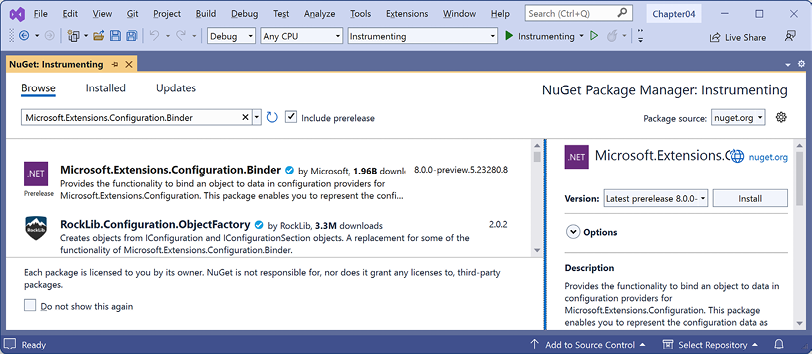 File Edit View Git Project Build Debug Test Analyze Tools Extensions Window Help Search (Ctrl+Q) Chapter04
Debug Any CPU Instrumenting Instrumenting Live Share
NuGet: Instrumenting
Browse Installed Updates NuGet Package Manager: Instrumenting
Microsoft.Extensions.Configuration.Binder Include prerelease Package source: nuget.org
.NET
Prerelease
Microsoft.Extensions.Configuration.Binder by Microsoft, 1.96B downl 8.0.0-preview.5.23280.8
Provides the functionality to bind an object to data in configuration providers for
Microsoft.Extensions.Configuration. This package enables you to represent the confi...
RockLib.Configuration.ObjectFactory by RockLib, 3.3M downloads 2.0.2
Creates objects from IConfiguration and IConfigurationSection objects. A replacement for some of the
functionality of Microsoft.Extensions.Configuration.Binder.
Each package is licensed to you by its owner. NuGet is not responsible for, nor does it grant any licenses to, third-party
packages.
Do not show this again
.NET Microsoft.Extensions.C nuget.org
Version: Latest prerelease 8.0.0- Install
Options
Description
Provides the functionality to bind an object to data in
configuration providers for
Microsoft.Extensions.Configuration. This package
enables you to represent the configuration data as
Ready Add to Source Control Select Repository